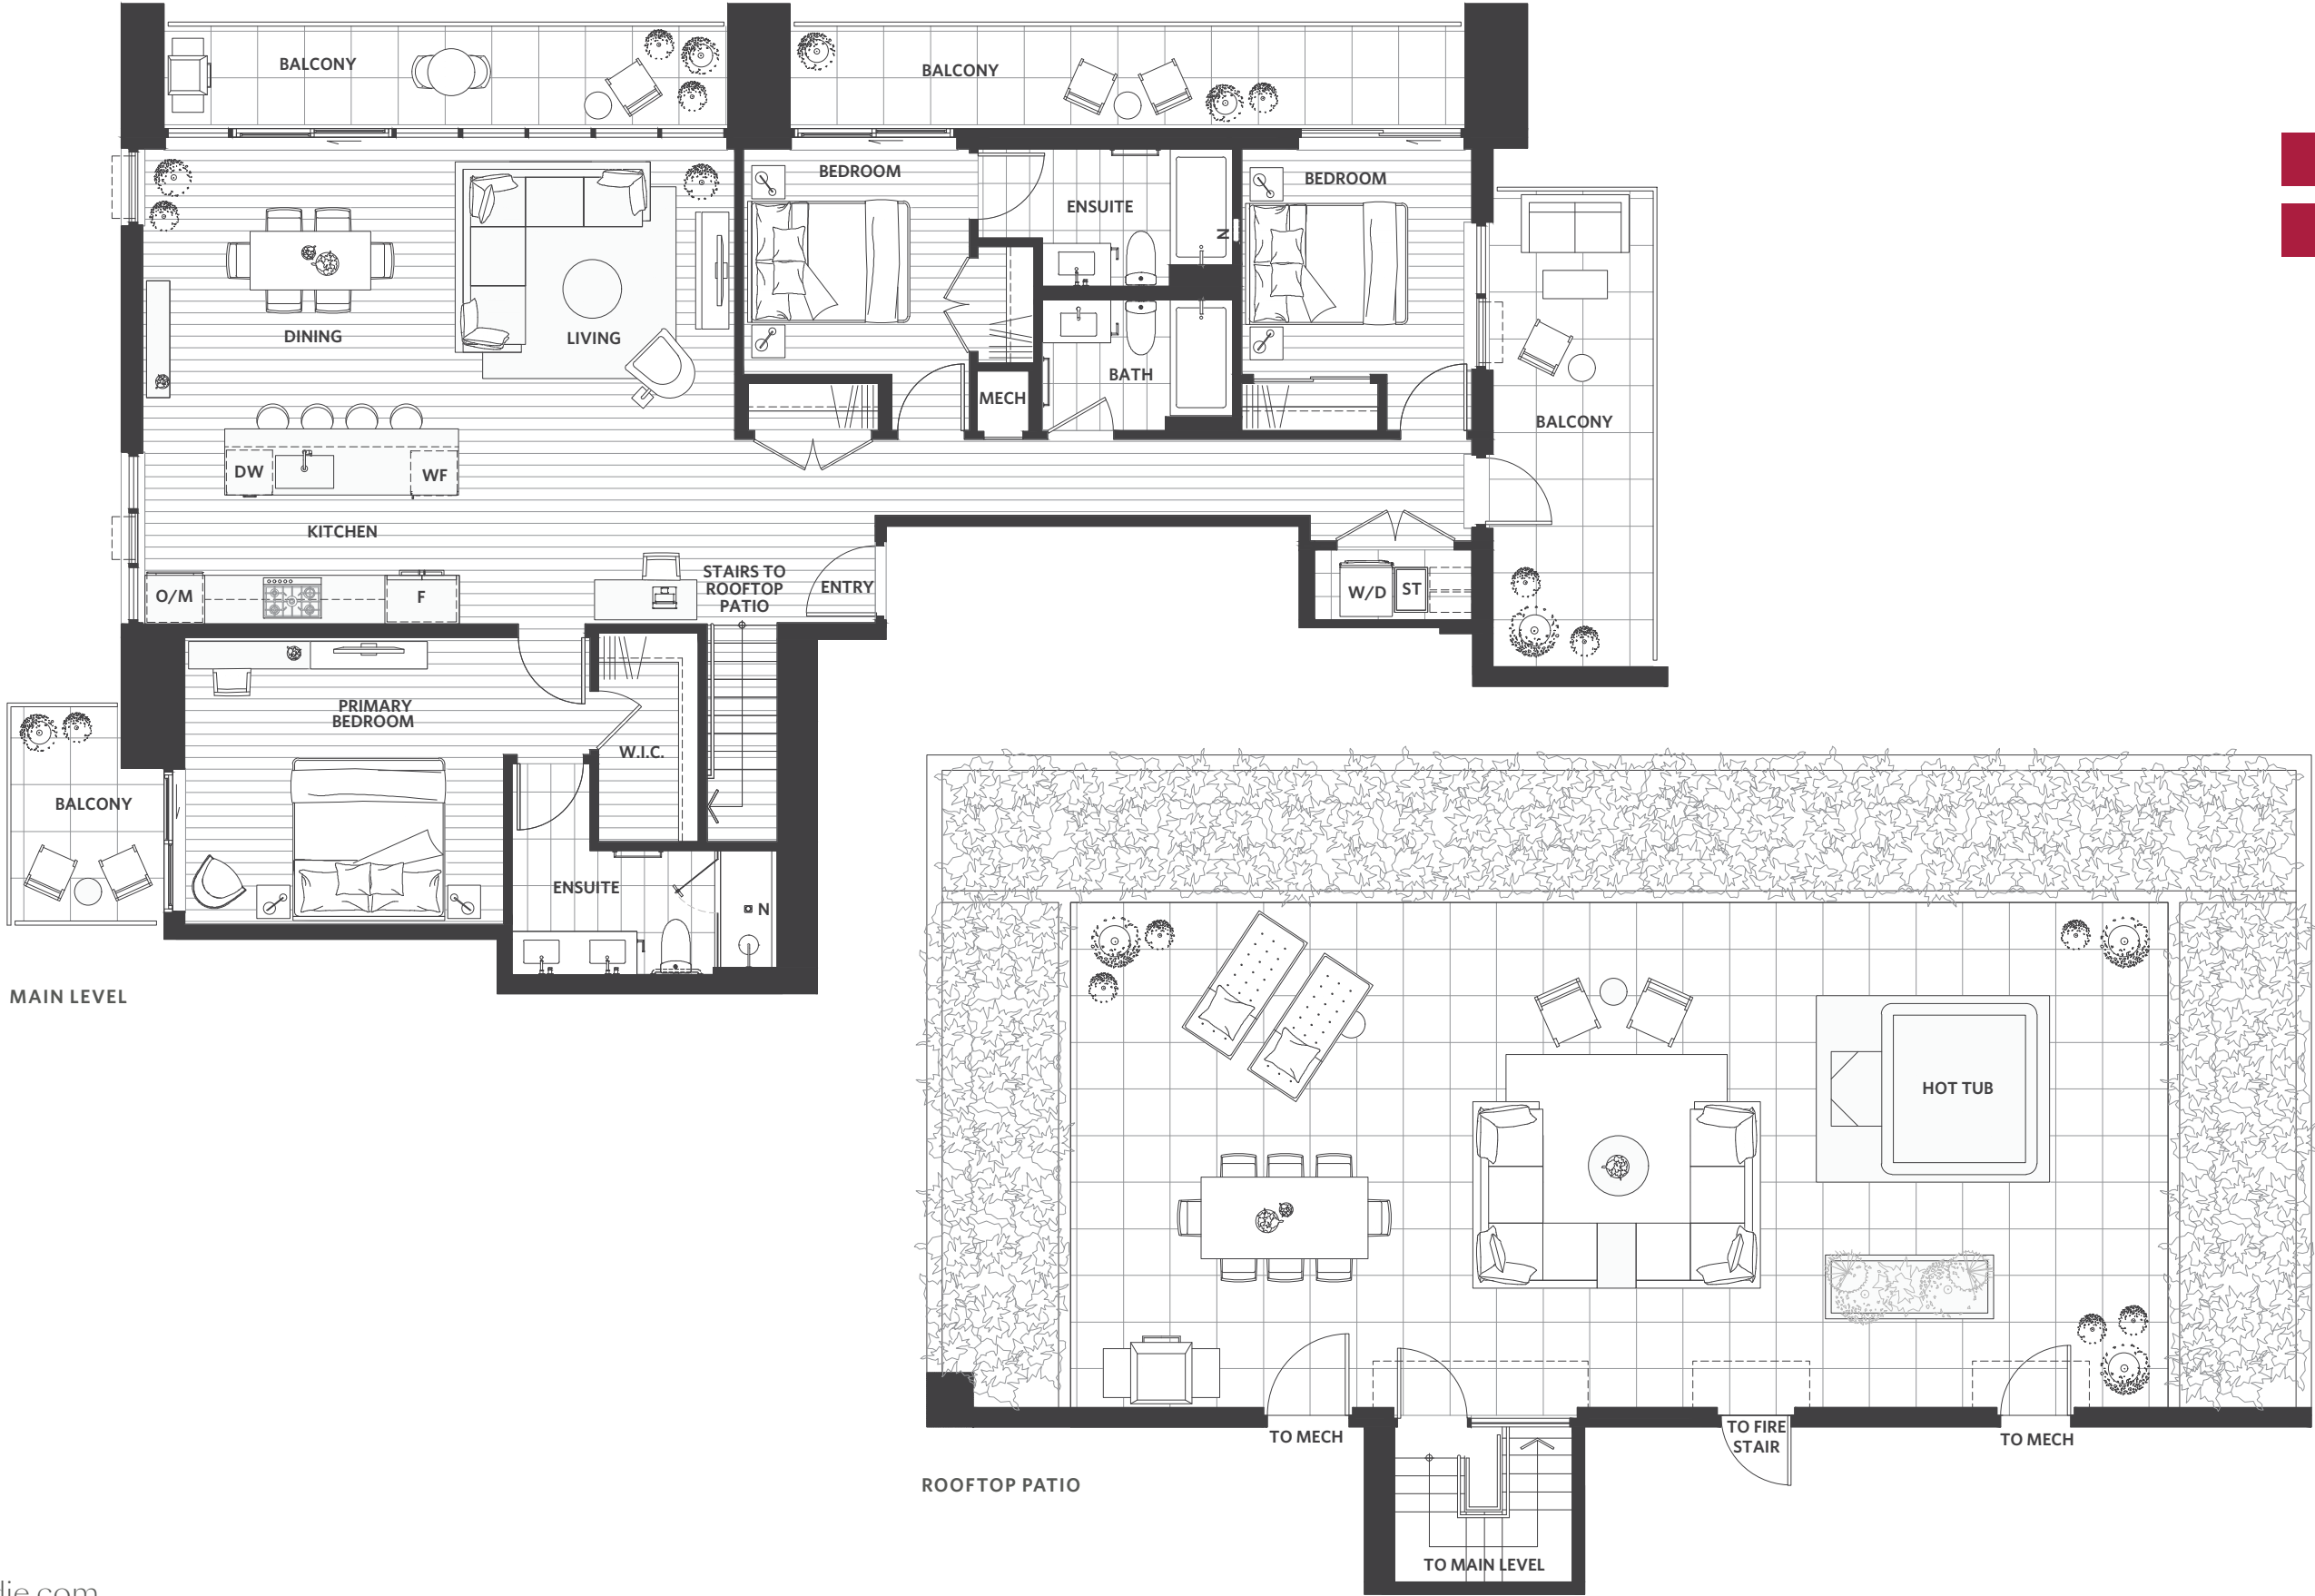 BALCONY
BALCONY
BEDROOM
ENSUITE
BEDROOM
N
DINING
LIVING
BATH
MECH
BALCONY
DW
WF
KITCHEN
STAIRS TO
ROOFTOP
PATIO
ENTRY
O/M
F
W/D
ST
PRIMARY
BEDROOM
W.I.C.
BALCONY
ENSUITE
N
MAIN LEVEL
HOT TUB
TO MECH
TO FIRE
STAIR
TO MECH
ROOFTOP PATIO
TO MAIN LEVEL
die.com